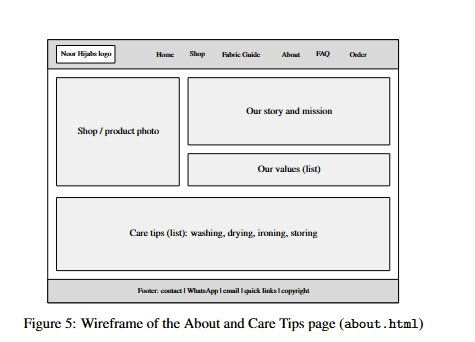 Noor Hijabs logo
Home Shop Fabric Guide About FAQ Order
Shop / product photo
Our story and mission
Our values (list)
Care tips (list): washing, drying, ironing, storing
Footer: contact | WhatsApp | email | quick links | copyright
Figure 5: Wireframe of the About and Care Tips page (about.html)